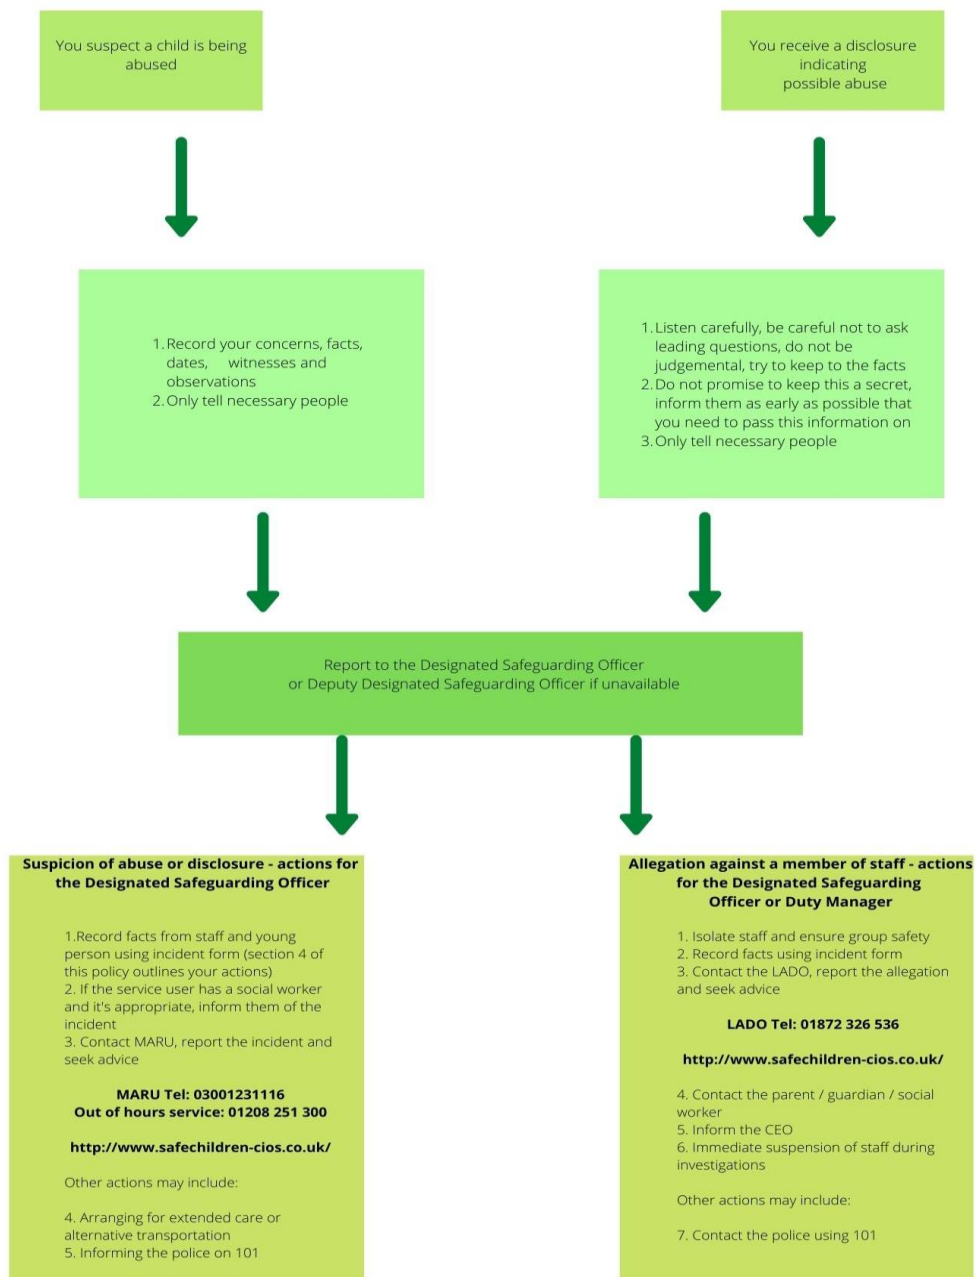 You suspect a child is being
abused
You receive a disclosure
indicating
possible abuse
1.Record your concerns, facts,
dates, witnesses and
observations
2.Only tell necessary people
1.Listen carefully, be careful not to ask
leading questions, do not be
judgemental, try to keep to the facts
2.Do not promise to keep this a secret,
inform them as early as possible that
you need to pass this information on
3.Only tell necessary people
Report to the Designated Safeguarding Officer
or Deputy Designated Safeguarding Officer if unavailable
Suspicion of abuse or disclosure - actions for
the Designated Safeguarding Officer
1.Record facts from staff and young
person using incident form (section 4 of
this policy outlines your actions)
2. If the service user has a social worker
and it's appropriate, inform them of the
incident
3. Contact MARU, report the incident and
seek advice
MARU Tel: 03001231116
Out of hours service: 01208 251 300
http://www.safechildren-cios.co.uk/
Other actions may include:
4. Arranging for extended care or
alternative transportation
5. Informing the police on 101
Allegation against a member of staff - actions
for the Designated Safeguarding
Officer or Duty Manager
1. Isolate staff and ensure group safety
2. Record facts using incident form
3. Contact the LADO, report the allegation
and seek advice
LADO Tel: 01872 326 536
http://www.safechildren-cios.co.uk/
4. Contact the parent / guardian / social
worker
5. Inform the CEO
6. Immediate suspension of staff during
investigations
Other actions may include:
7. Contact the police using 101